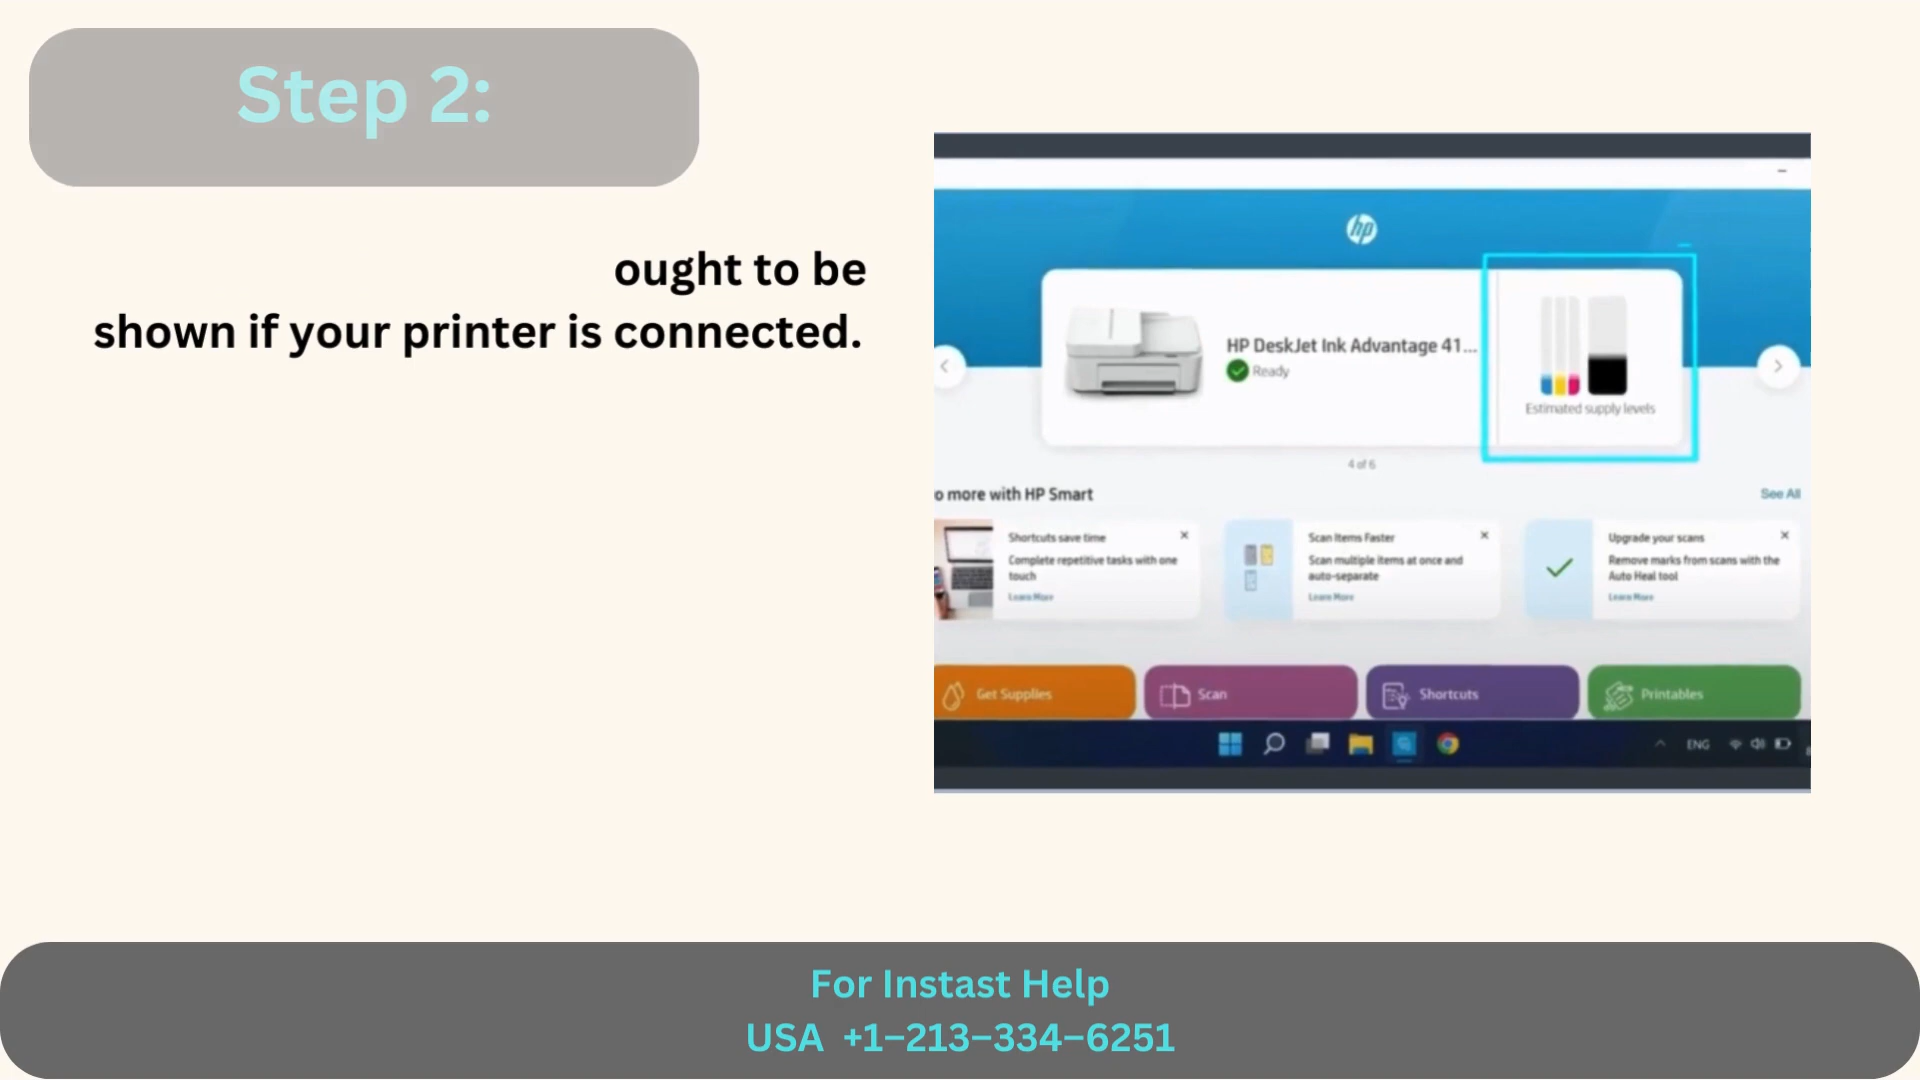 Step 2:
ought to be
shown if your printer is connected.
hp
HP DeskJet Ink Advantage 41...
Ready
Estimated supply levels
4 of 6
o more with HP Smart
See All
Shortcuts save time
Complete repetitive tasks with one
touch
Learn More
Scan Items Faster
Scan multiple items at once and
auto-separate
Learn More
Upgrade your scans
Remove marks from scans with the
Auto Heal tool
Learn More
Get Supplies
Scan
Shortcuts
Printables
ENG
For Instast Help
USA +1–213–334–6251